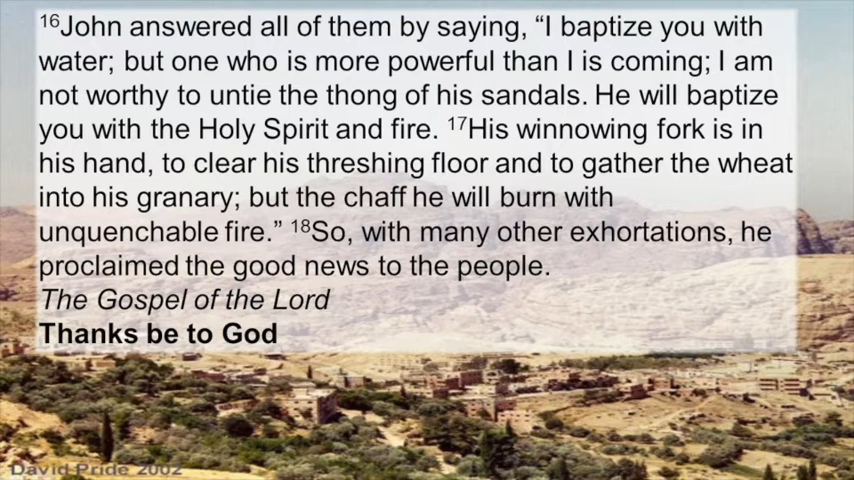 ¹⁶John answered all of them by saying, “I baptize you with
water; but one who is more powerful than I is coming; I am
not worthy to untie the thong of his sandals. He will baptize
you with the Holy Spirit and fire. ¹⁷His winnowing fork is in
his hand, to clear his threshing floor and to gather the wheat
into his granary; but the chaff he will burn with
unquenchable fire.” ¹⁸So, with many other exhortations, he
proclaimed the good news to the people.
The Gospel of the Lord
Thanks be to God
David Pride 2002